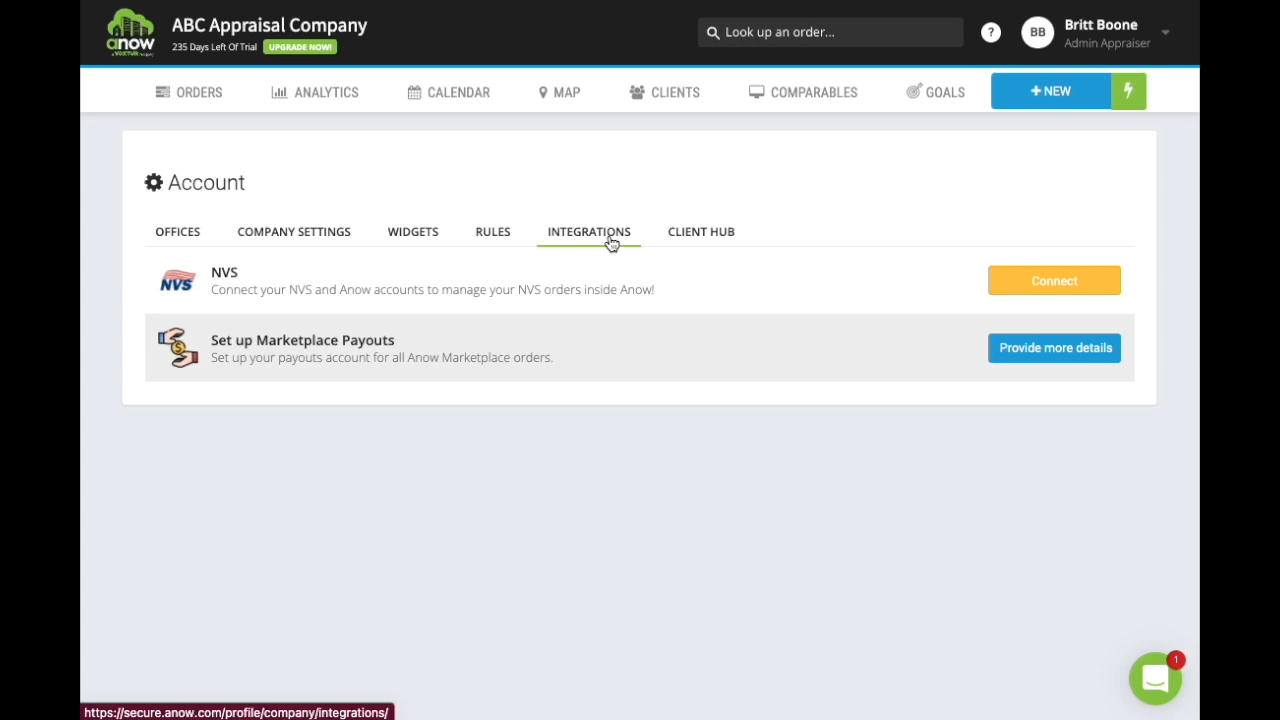 anow
ABC Appraisal Company
235 Days Left Of Trial UPGRADE NOW!
Look up an order...
?
BB
Britt Boone
Admin Appraiser
ORDERS ANALYTICS CALENDAR MAP CLIENTS COMPARABLES GOALS + NEW
Account
OFFICES COMPANY SETTINGS WIDGETS RULES INTEGRATIONS CLIENT HUB
NVS
NVS
Connect your NVS and Anow accounts to manage your NVS orders inside Anow!
Connect
Set up Marketplace Payouts
Set up your payouts account for all Anow Marketplace orders.
Provide more details
1
https://secure.anow.com/profile/company/integrations/